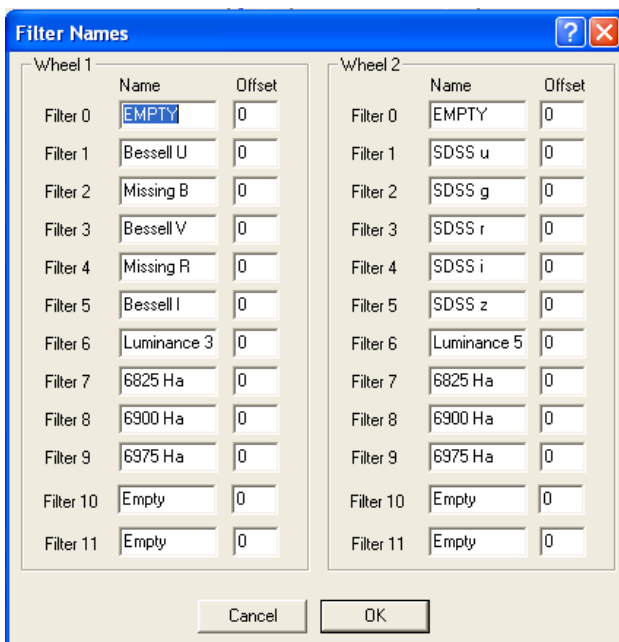 Filter Names
Wheel 1
Name Offset
Filter 0 EMPTY 0
Filter 1 Bessell U 0
Filter 2 Missing B 0
Filter 3 Bessell V 0
Filter 4 Missing R 0
Filter 5 Bessell I 0
Filter 6 Luminance 3 0
Filter 7 6825 Ha 0
Filter 8 6900 Ha 0
Filter 9 6975 Ha 0
Filter 10 Empty 0
Filter 11 Empty 0
Wheel 2
Name Offset
Filter 0 EMPTY 0
Filter 1 SDSS u 0
Filter 2 SDSS g 0
Filter 3 SDSS r 0
Filter 4 SDSS i 0
Filter 5 SDSS z 0
Filter 6 Luminance 5 0
Filter 7 6825 Ha 0
Filter 8 6900 Ha 0
Filter 9 6975 Ha 0
Filter 10 Empty 0
Filter 11 Empty 0
Cancel OK